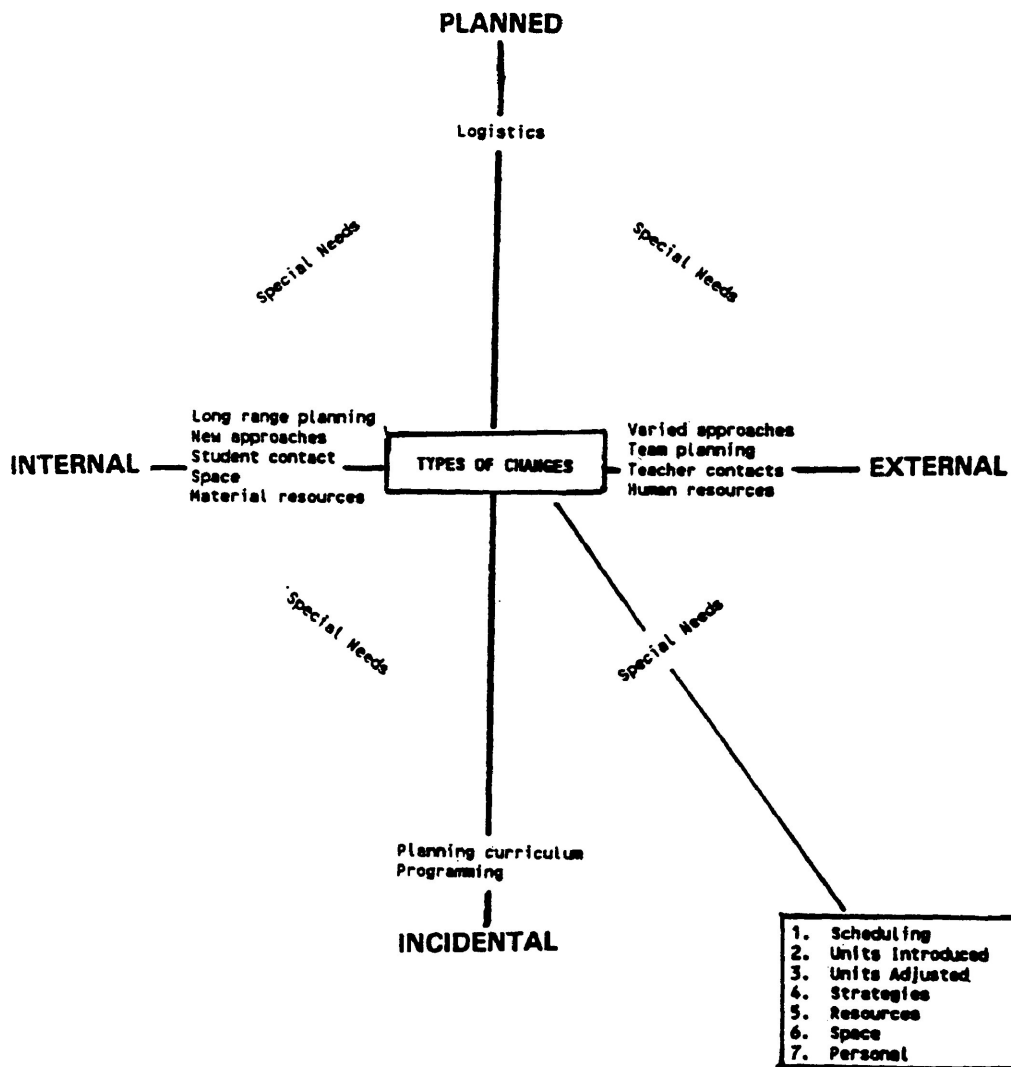 PLANNED
Logistics
Special Needs
Special Needs
Long range planning
New approaches
Student contact
Space
Material resources
INTERNAL
TYPES OF CHANGES
Varied approaches
Team planning
Teacher contacts
Human resources
EXTERNAL
Special Needs
Special Needs
Planning curriculum
Programming
INCIDENTAL
1. Scheduling
2. Units Introduced
3. Units Adjusted
4. Strategies
5. Resources
6. Space
7. Personal